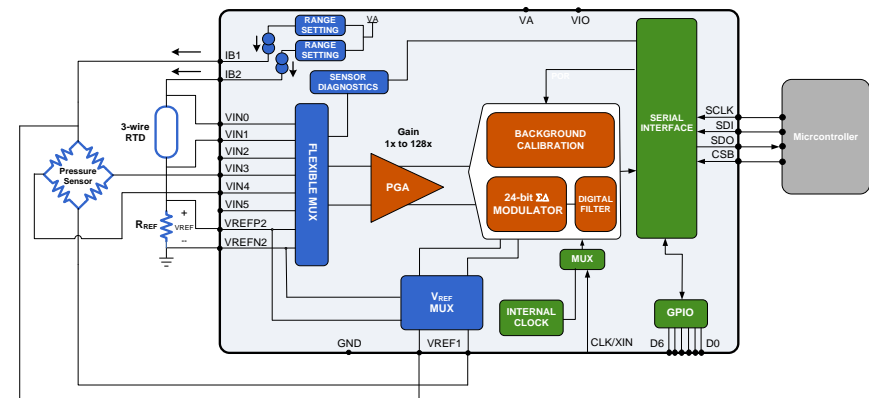 VA
VIO
RANGE
SETTING
VA
RANGE
SETTING
IB1
IB2
SENSOR
DIAGNOSTICS
POR
3-wire
RTD
VIN0
VIN1
VIN2
VIN3
VIN4
VIN5
VREFP2
VREFN2
Pressure
Sensor
RREF
+
VREF
--
FLEXIBLE MUX
Gain
1x to 128x
PGA
BACKGROUND
CALIBRATION
24-bit ΣΔ
MODULATOR
DIGITAL
FILTER
SERIAL
INTERFACE
SCLK
SDI
SDO
CSB
Micrcontroller
MUX
VREF
MUX
INTERNAL
CLOCK
GPIO
GND
VREF1
CLK/XIN
D6
D0